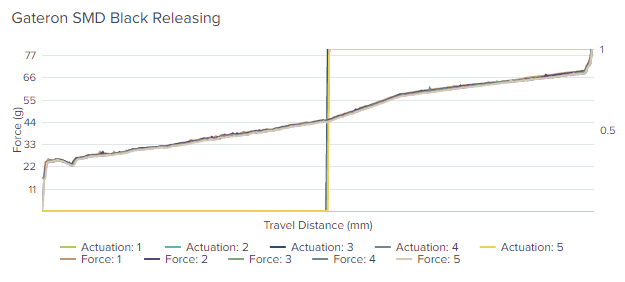 Gateron SMD Black Releasing
77
66
55
44
33
22
11
Force (g)
1
0.5
Travel Distance (mm)
Actuation: 1 Actuation: 2 Actuation: 3 Actuation: 4 Actuation: 5
Force: 1 Force: 2 Force: 3 Force: 4 Force: 5